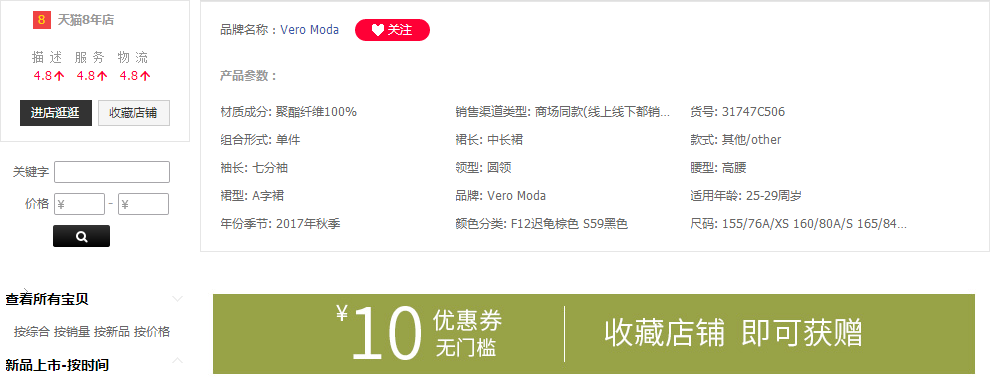 8 天猫8年店
描 述 服 务 物 流
4.8 4.8 4.8
进店逛逛 收藏店铺
关键字
价格 ¥ - ¥
查看所有宝贝
按综合 按销量 按新品 按价格
新品上市-按时间
品牌名称：Vero Moda 关注
产品参数：
材质成分: 聚酯纤维100% 销售渠道类型: 商场同款(线上线下都销... 货号: 31747C506
组合形式: 单件 裙长: 中长裙 款式: 其他/other
袖长: 七分袖 领型: 圆领 腰型: 高腰
裙型: A字裙 品牌: Vero Moda 适用年龄: 25-29周岁
年份季节: 2017年秋季 颜色分类: F12迟龟棕色 S59黑色 尺码: 155/76A/XS 160/80A/S 165/84...
¥10 优惠券
无门槛
收藏店铺 即可获赠